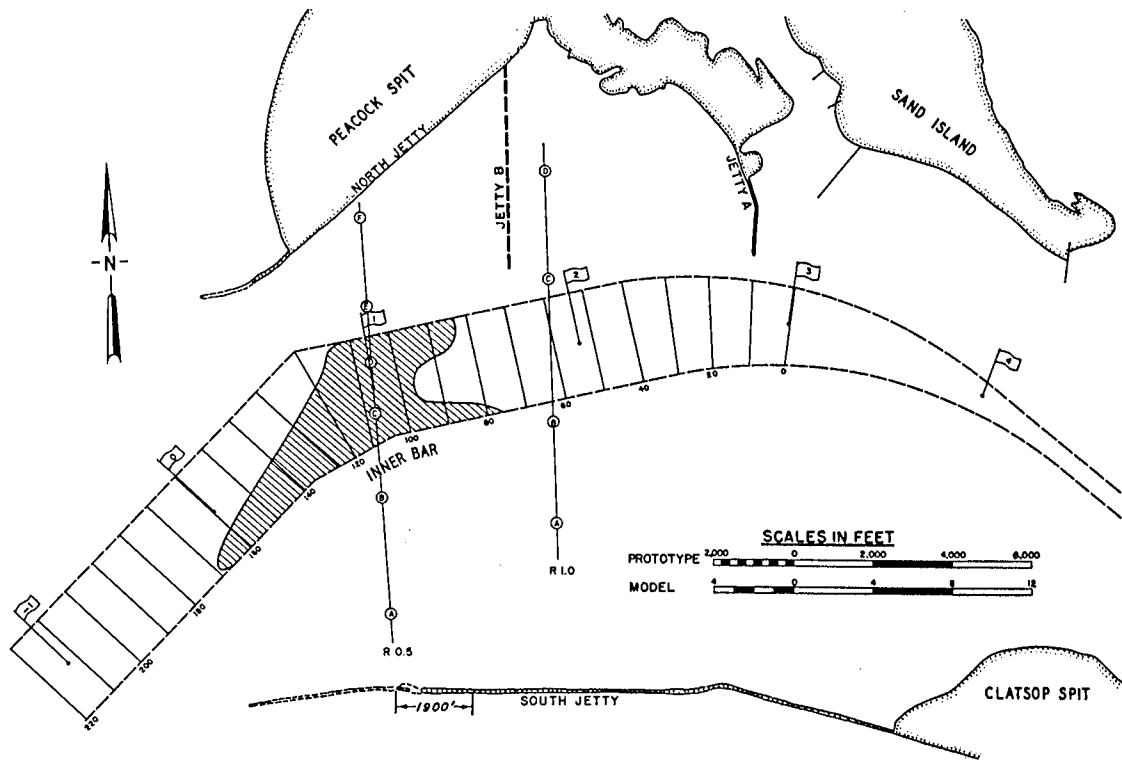 PEACOCK SPIT
NORTH JETTY
JETTY B
JETTY A
SAND ISLAND
N
F
E
D
C
B
A
R 0.5
D
C
B
A
R 1.0
-1
0
1
2
3
4
220
200
180
160
140
120
100
80
60
40
20
0
INNER BAR
SCALES IN FEET
PROTOTYPE 2,000 0 2,000 4,000 6,000
MODEL 4 0 4 8 12
1900'
SOUTH JETTY
CLATSOP SPIT